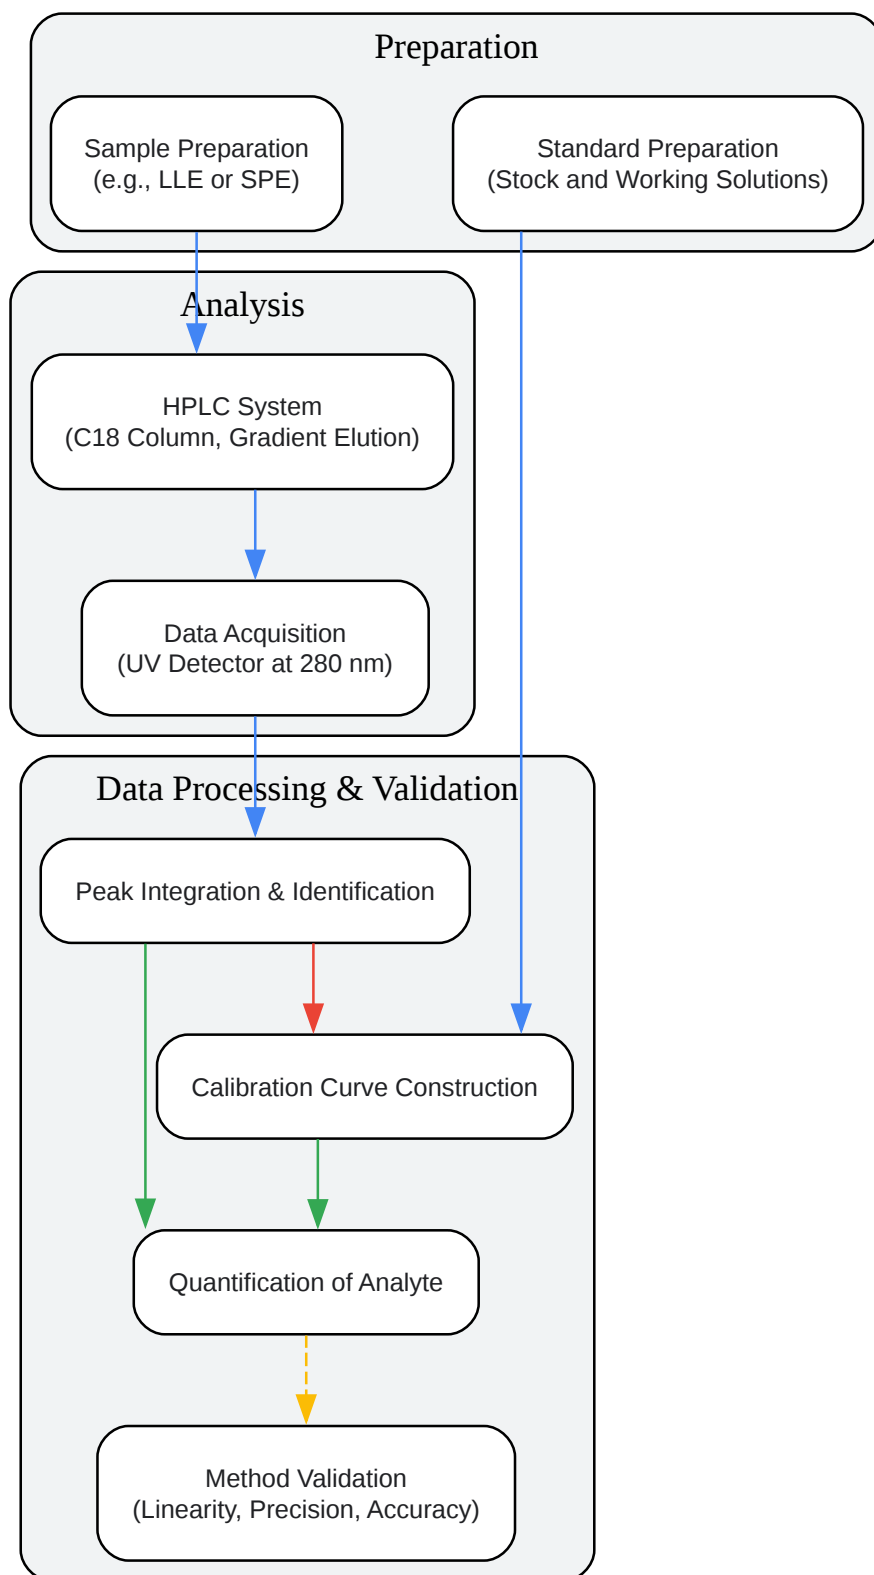 Preparation
Sample Preparation
(e.g., LLE or SPE)
Standard Preparation
(Stock and Working Solutions)
Analysis
HPLC System
(C18 Column, Gradient Elution)
Data Acquisition
(UV Detector at 280 nm)
Data Processing & Validation
Peak Integration & Identification
Calibration Curve Construction
Quantification of Analyte
Method Validation
(Linearity, Precision, Accuracy)